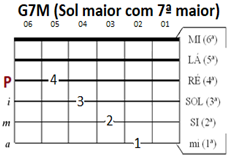 G7M (Sol maior com 7ª maior)
06 05 04 03 02 01
MI (6ª)
LÁ (5ª)
P 4 RÉ (4ª)
i 3 SOL (3ª)
m 2 SI (2ª)
a 1 mi (1ª)